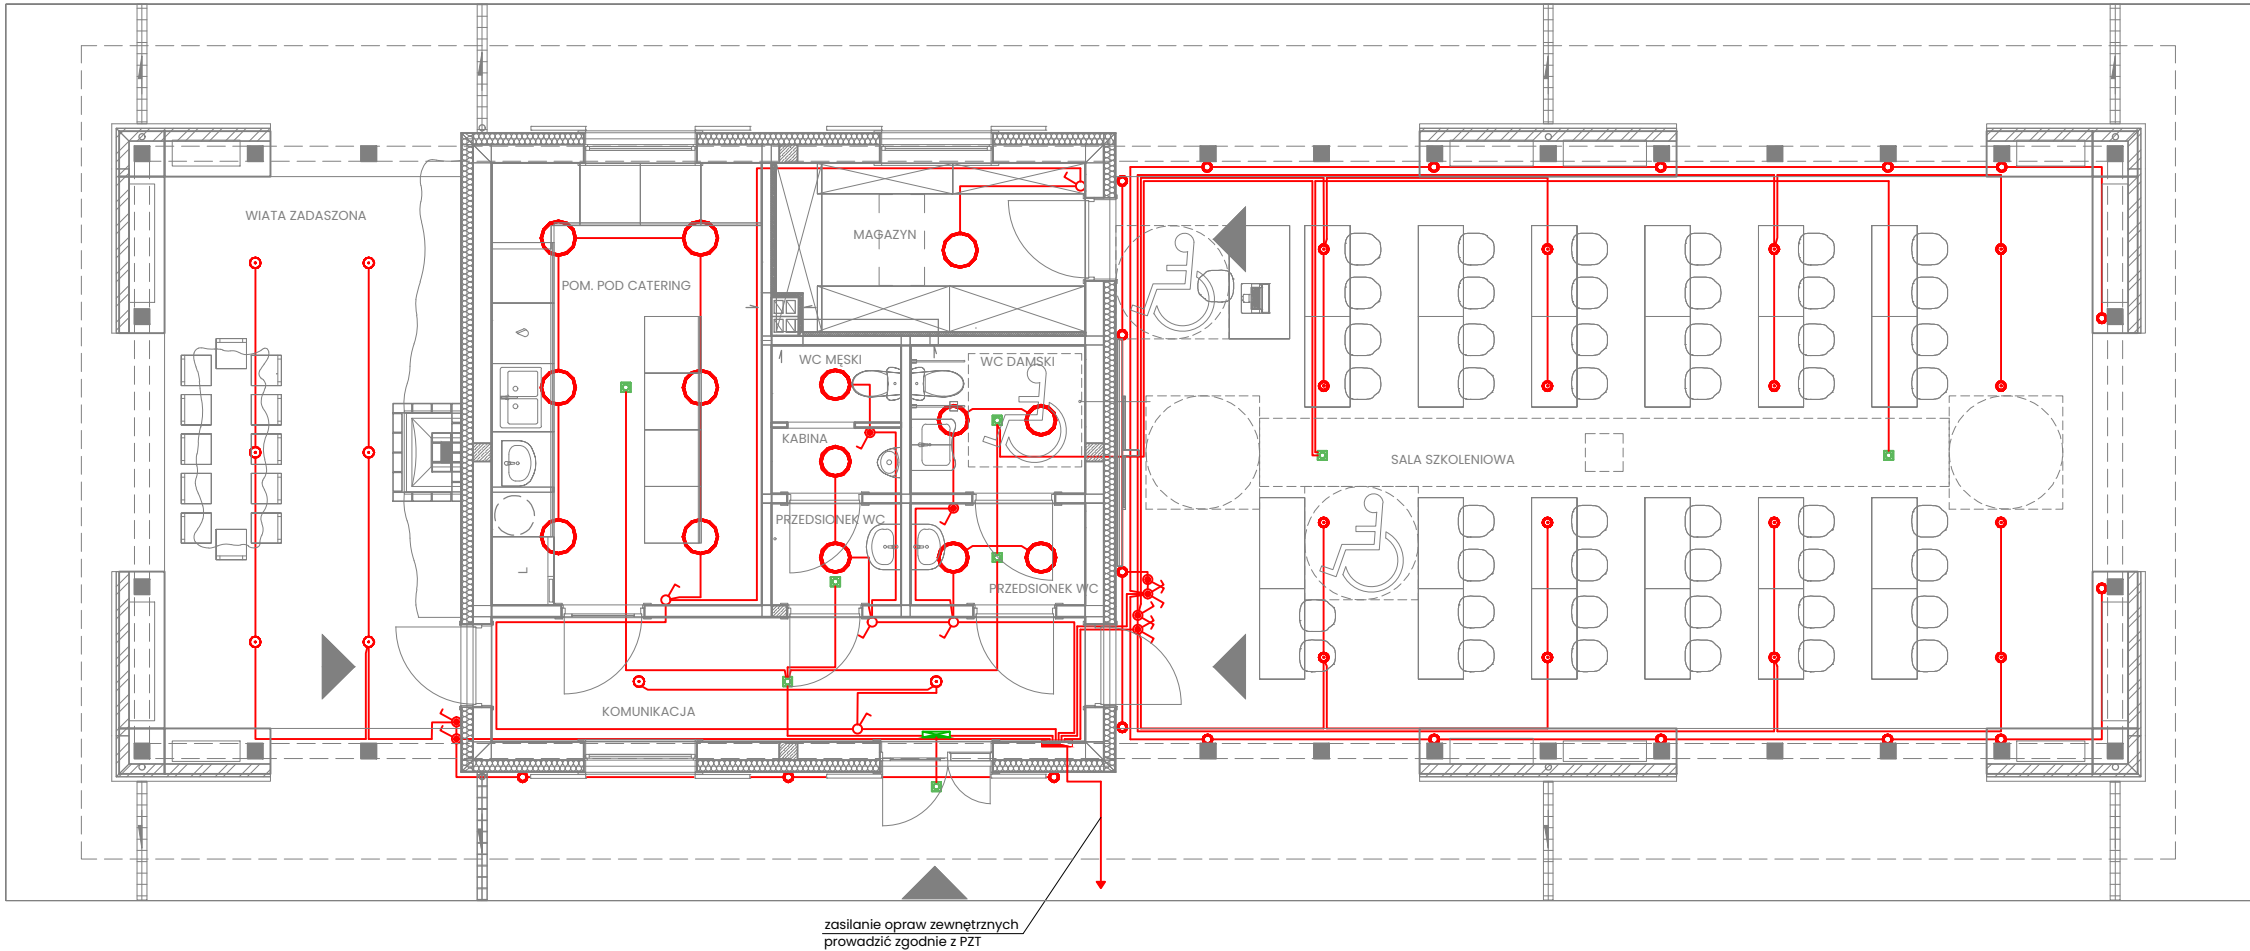 WIATA ZADASZONA
MAGAZYN
POM. POD CATERING
WC MĘSKI
WC DAMSKI
KABINA
SALA SZKOLENIOWA
PRZEDSIONEK WC
PRZEDSIONEK WC
KOMUNIKACJA
zasilanie opraw zewnętrznych
prowadzić zgodnie z PZT